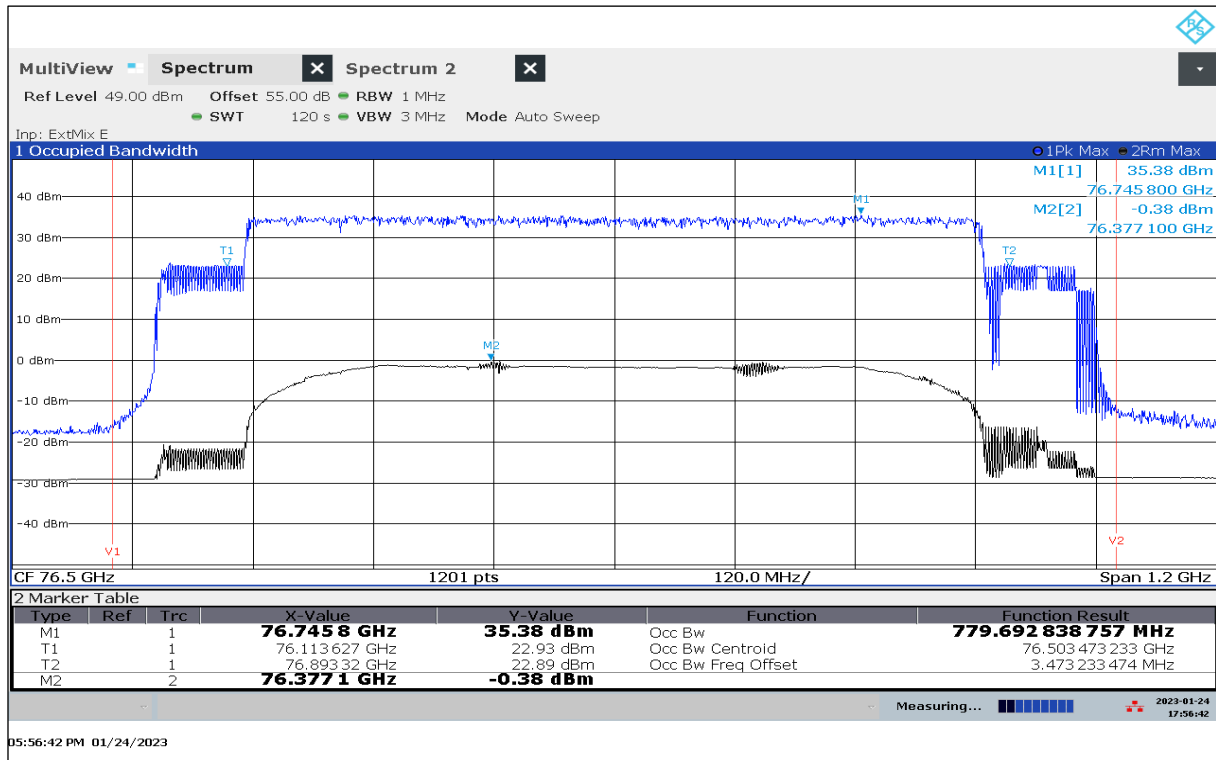 R/S
MultiView Spectrum Spectrum 2
Ref Level 49.00 dBm Offset 55.00 dB RBW 1 MHz
SWT 120 s VBW 3 MHz Mode Auto Sweep
Inp: ExtMix E
1 Occupied Bandwidth 1Pk Max 2Rm Max
M1[1] 35.38 dBm
76.745 800 GHz
M2[2] -0.38 dBm
76.377 100 GHz
40 dBm
M1
30 dBm
T1 T2
20 dBm
10 dBm
M2
0 dBm
-10 dBm
-20 dBm
-30 dBm
-40 dBm
V1 V2
CF 76.5 GHz 1201 pts 120.0 MHz/ Span 1.2 GHz
2 Marker Table
Type Ref Trc X-Value Y-Value Function Function Result
M1 1 76.745 8 GHz 35.38 dBm Occ Bw 779.692 838 757 MHz
T1 1 76.113 627 GHz 22.93 dBm Occ Bw Centroid 76.503 473 233 GHz
T2 1 76.893 32 GHz 22.89 dBm Occ Bw Freq Offset 3.473 233 474 MHz
M2 2 76.377 1 GHz -0.38 dBm
Measuring... 2023-01-24
17:56:42
05:56:42 PM 01/24/2023